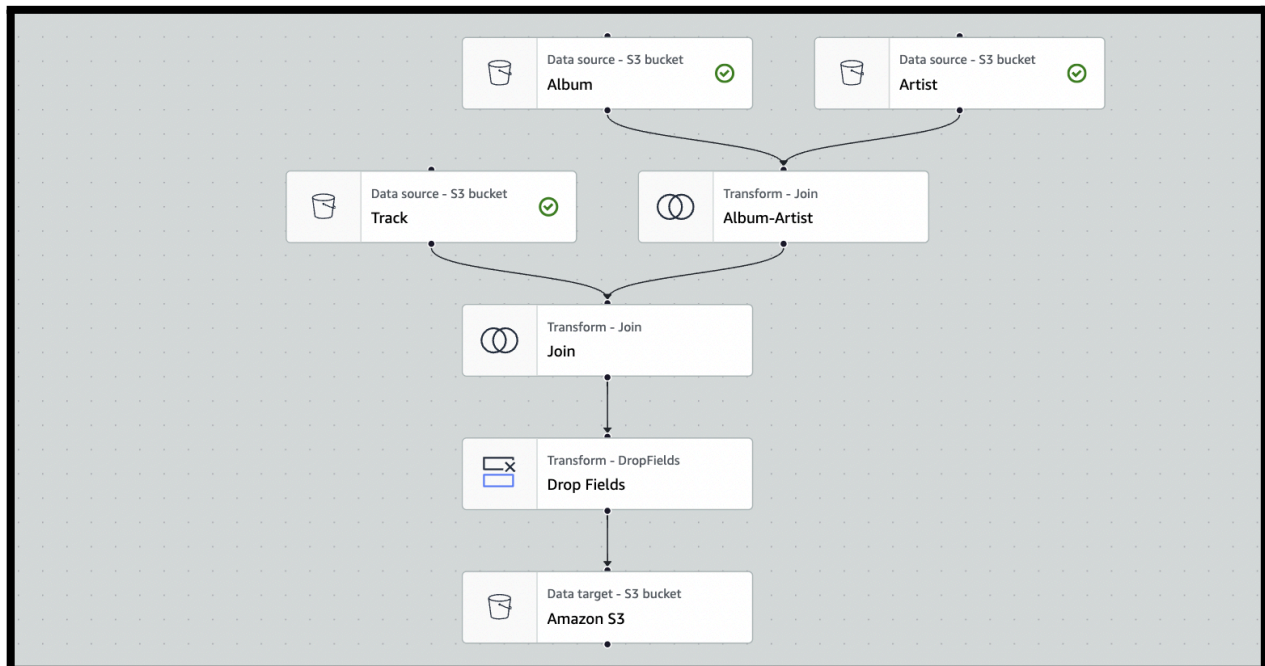 Data source - S3 bucket
Album
Data source - S3 bucket
Artist
Data source - S3 bucket
Track
Transform - Join
Album-Artist
Transform - Join
Join
Transform - DropFields
Drop Fields
Data target - S3 bucket
Amazon S3